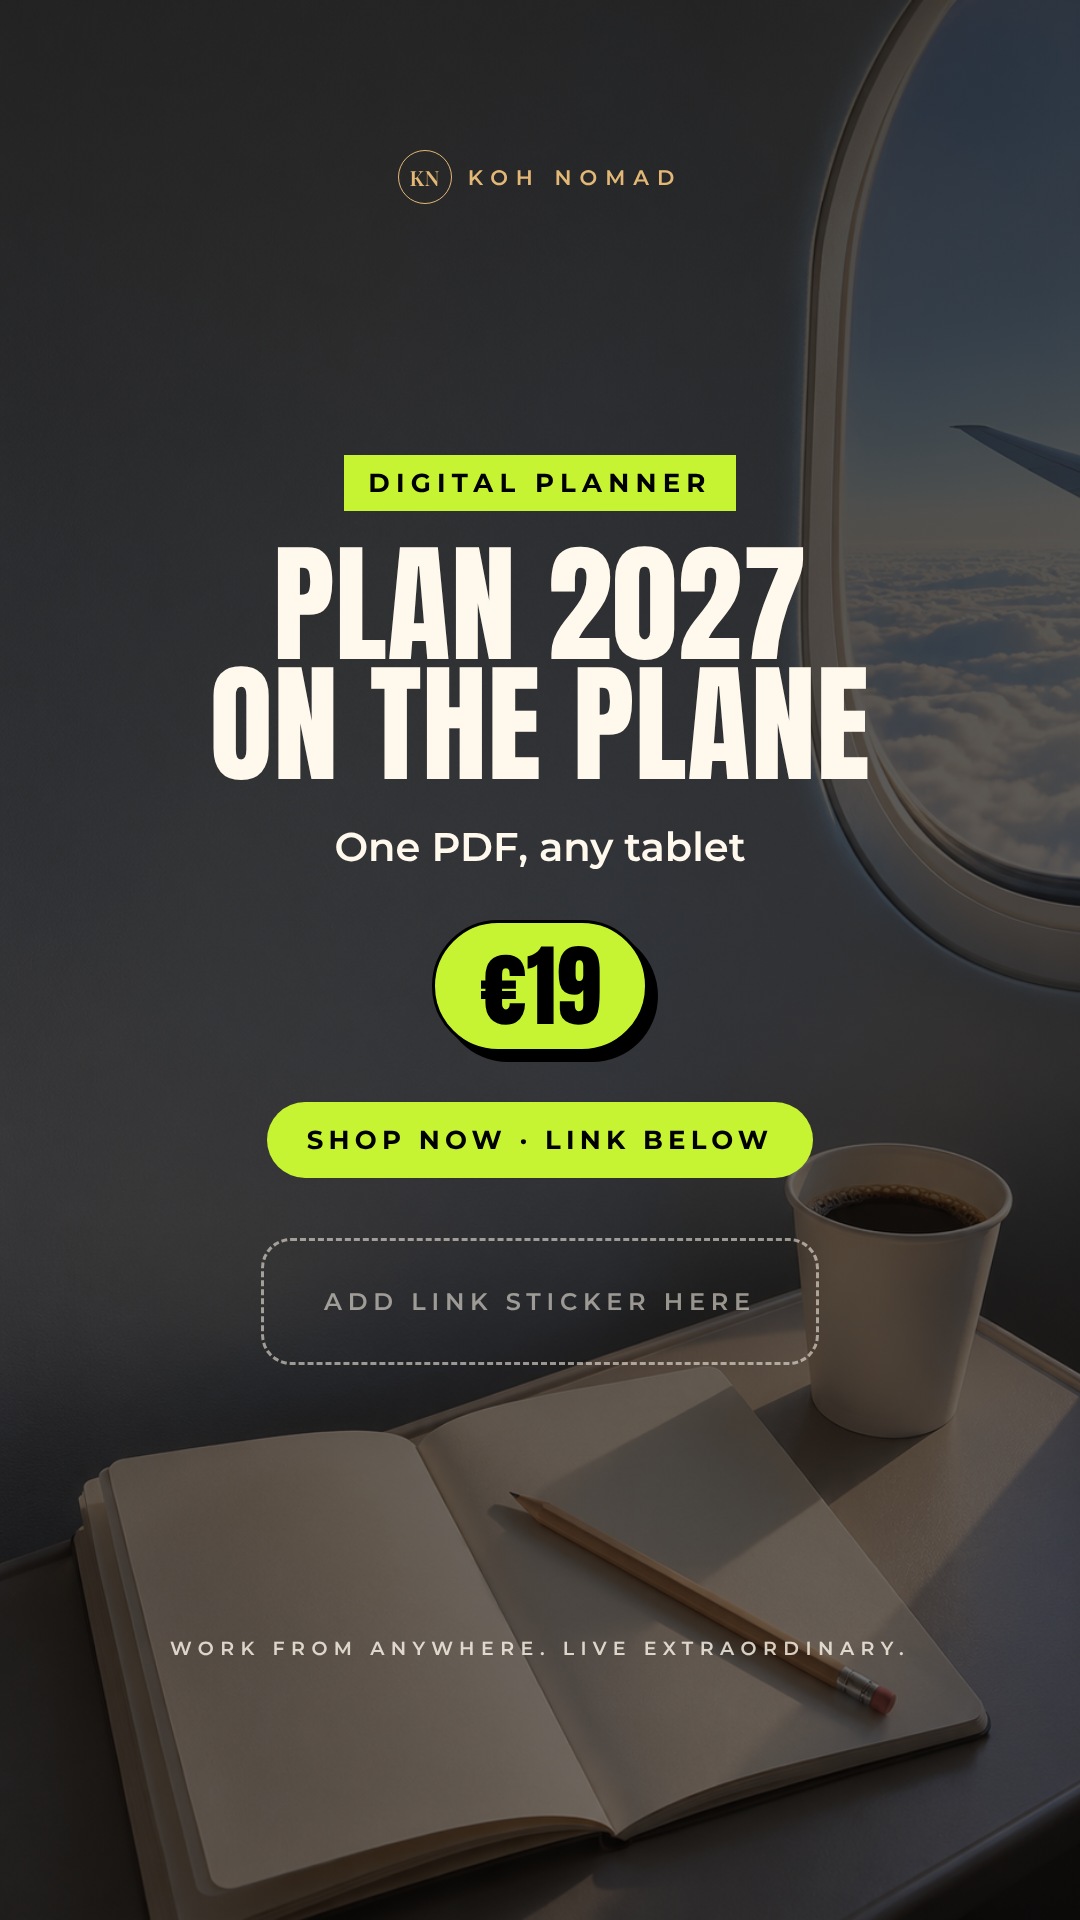 KN KOH NOMAD
DIGITAL PLANNER
PLAN 2027
ON THE PLANE
One PDF, any tablet
€19
SHOP NOW · LINK BELOW
ADD LINK STICKER HERE
WORK FROM ANYWHERE. LIVE EXTRAORDINARY.